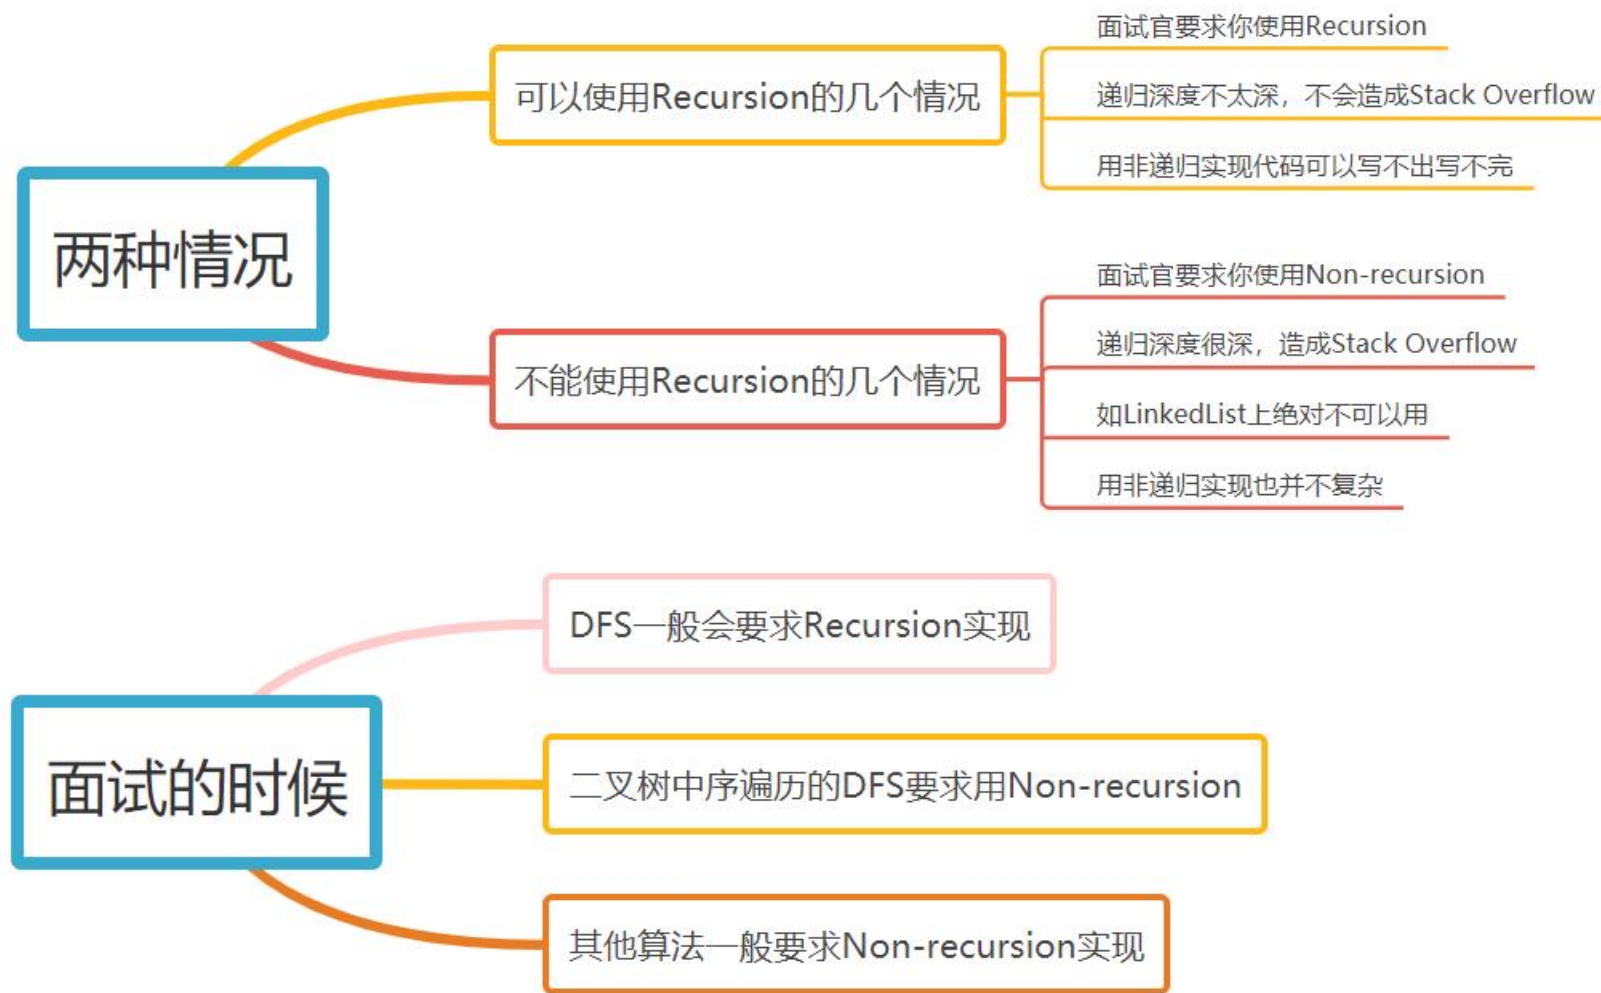 两种情况
可以使用Recursion的几个情况
面试官要求你使用Recursion
递归深度不太深，不会造成Stack Overflow
用非递归实现代码可以写不出写不完
不能使用Recursion的几个情况
面试官要求你使用Non-recursion
递归深度很深，造成Stack Overflow
如LinkedList上绝对不可以用
用非递归实现也并不复杂
面试的时候
DFS一般会要求Recursion实现
二叉树中序遍历的DFS要求用Non-recursion
其他算法一般要求Non-recursion实现